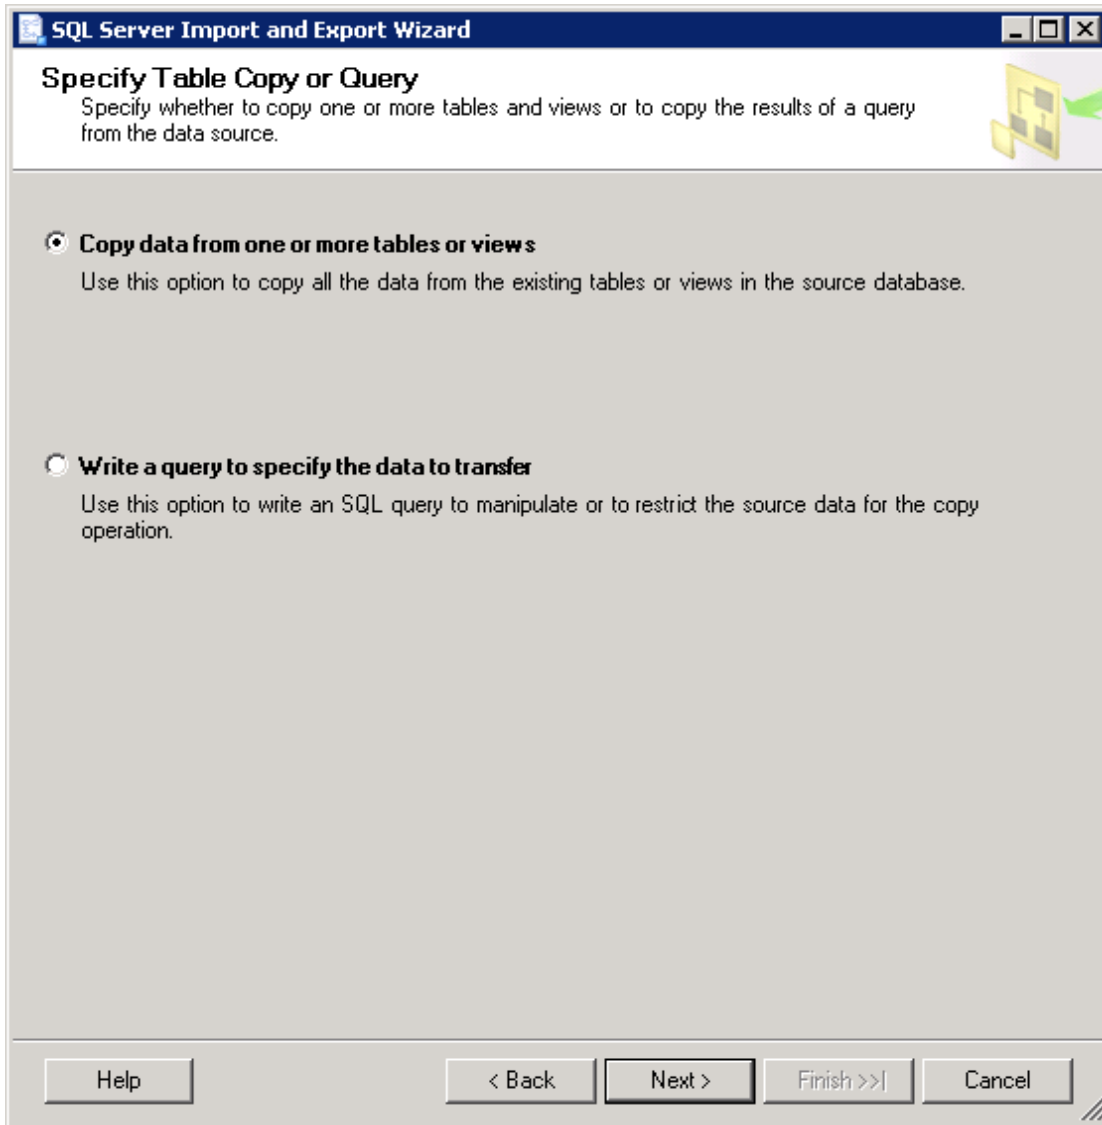 SQL Server Import and Export Wizard
Specify Table Copy or Query
Specify whether to copy one or more tables and views or to copy the results of a query
from the data source.
Copy data from one or more tables or views
Use this option to copy all the data from the existing tables or views in the source database.
Write a query to specify the data to transfer
Use this option to write an SQL query to manipulate or to restrict the source data for the copy
operation.
Help
< Back
Next >
Finish >>|
Cancel